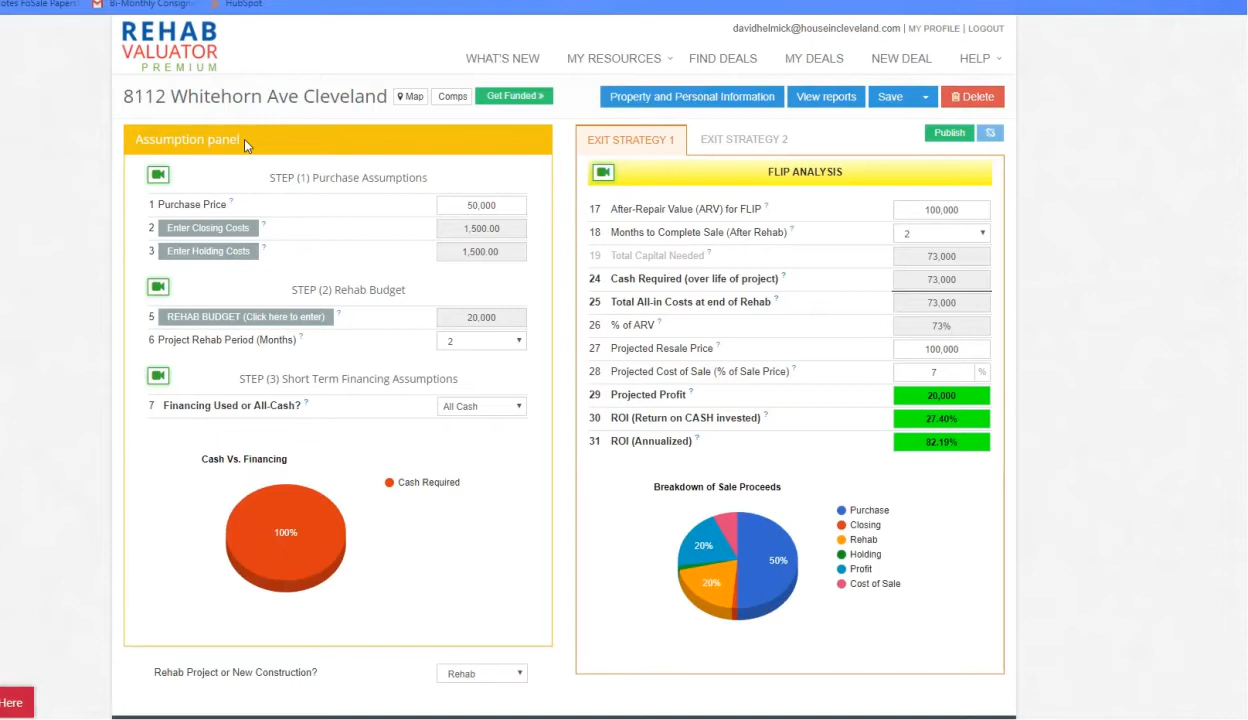 otes FoSale Papers
Bi-Monthly Consign
HubSpot
REHAB
VALUATOR
PREMIUM
davidhelmick@houseincleveland.com | MY PROFILE | LOGOUT
WHAT'S NEW MY RESOURCES FIND DEALS MY DEALS NEW DEAL HELP
8112 Whitehorn Ave Cleveland Map Comps Get Funded »
Property and Personal Information View reports Save Delete
Assumption panel
STEP (1) Purchase Assumptions
1 Purchase Price ? 50,000
2 Enter Closing Costs ? 1,500.00
3 Enter Holding Costs ? 1,500.00
STEP (2) Rehab Budget
5 REHAB BUDGET (Click here to enter) ? 20,000
6 Project Rehab Period (Months) ? 2
STEP (3) Short Term Financing Assumptions
7 Financing Used or All-Cash? ? All Cash
Cash Vs. Financing
Cash Required
100%
Rehab Project or New Construction? Rehab
EXIT STRATEGY 1 EXIT STRATEGY 2 Publish
FLIP ANALYSIS
17 After-Repair Value (ARV) for FLIP ? 100,000
18 Months to Complete Sale (After Rehab) ? 2
19 Total Capital Needed ? 73,000
24 Cash Required (over life of project) ? 73,000
25 Total All-in Costs at end of Rehab ? 73,000
26 % of ARV ? 73%
27 Projected Resale Price ? 100,000
28 Projected Cost of Sale (% of Sale Price) ? 7 %
29 Projected Profit ? 20,000
30 ROI (Return on CASH invested) ? 27.40%
31 ROI (Annualized) ? 82.19%
Breakdown of Sale Proceeds
20%
50%
20%
Purchase
Closing
Rehab
Holding
Profit
Cost of Sale
Here